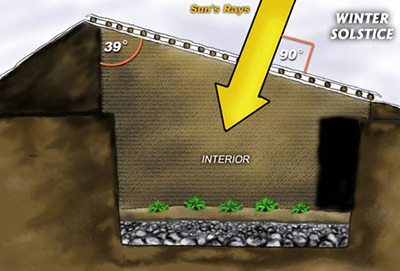 Sun's Rays
WINTER
SOLSTICE
39°
90°
INTERIOR